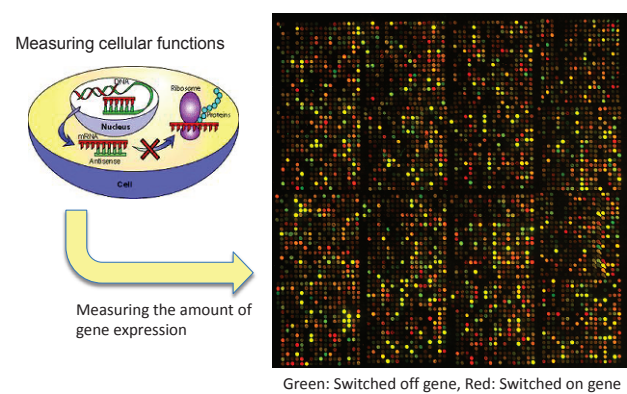 Measuring cellular functions
DNA
Ribosome
Proteins
Nucleus
mRNA
Antisense
Cell
Measuring the amount of
gene expression
Green: Switched off gene, Red: Switched on gene